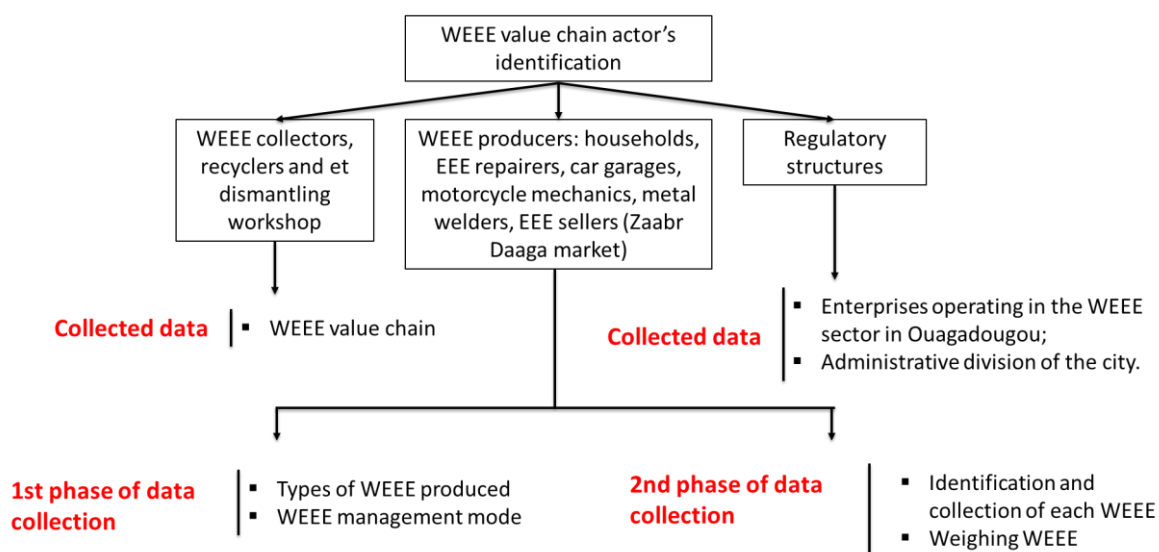 WEEE value chain actor’s
identification
WEEE collectors,
recyclers and et
dismantling
workshop
WEEE producers: households,
EEE repairers, car garages,
motorcycle mechanics, metal
welders, EEE sellers (Zaabr
Daaga market)
Regulatory
structures
Collected data
▪ WEEE value chain
Collected data
▪ Enterprises operating in the WEEE
sector in Ouagadougou;
▪ Administrative division of the city.
1st phase of data
collection
▪ Types of WEEE produced
▪ WEEE management mode
2nd phase of data
collection
▪ Identification and
collection of each WEEE
▪ Weighing WEEE